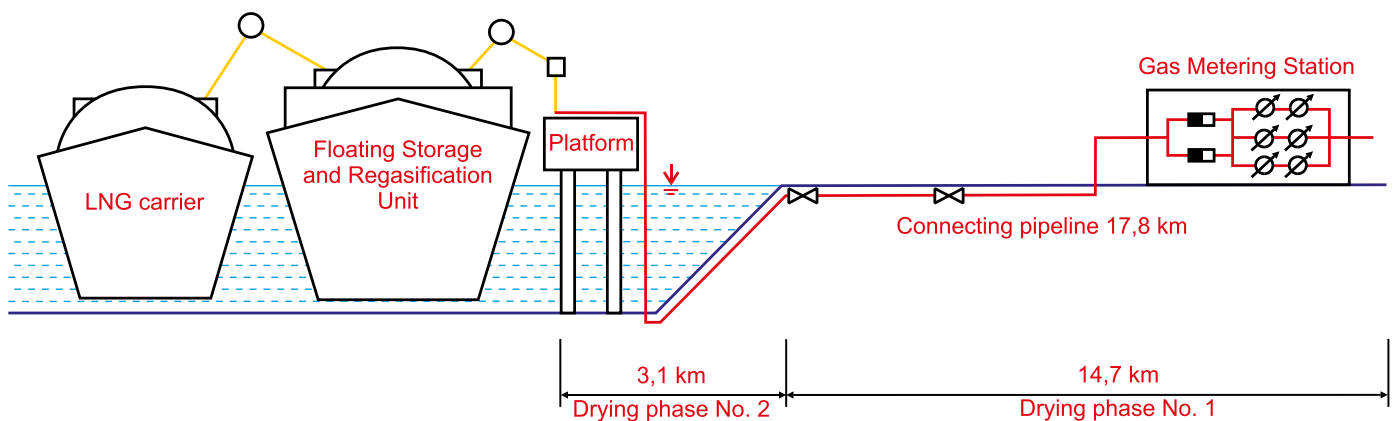 Gas Metering Station
LNG carrier
Floating Storage
and Regasification
Unit
Platform
Connecting pipeline 17,8 km
3,1 km
Drying phase No. 2
14,7 km
Drying phase No. 1